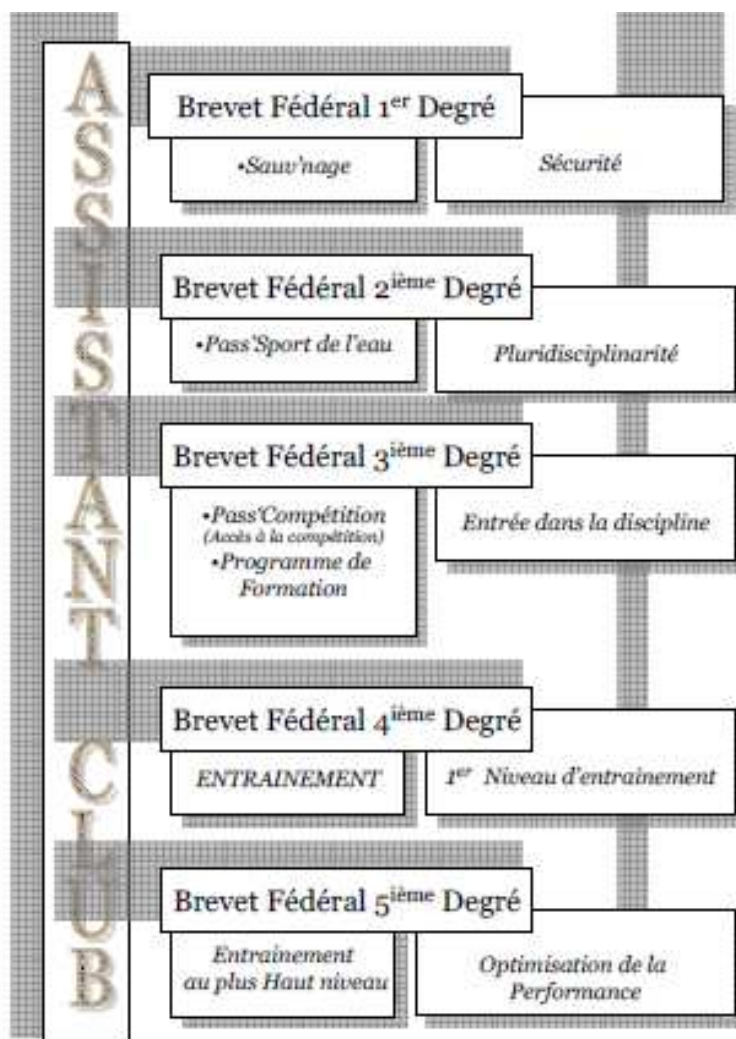 ASSISTANT CLUB
Brevet Fédéral 1er Degré
•Sauv'nage
Sécurité
Brevet Fédéral 2ième Degré
•Pass'Sport de l'eau
Pluridisciplinarité
Brevet Fédéral 3ième Degré
•Pass'Compétition
(Accès à la compétition)
•Programme de
Formation
Entrée dans la discipline
Brevet Fédéral 4ième Degré
ENTRAINEMENT
1er Niveau d'entrainement
Brevet Fédéral 5ième Degré
Entrainement
au plus Haut niveau
Optimisation de la
Performance